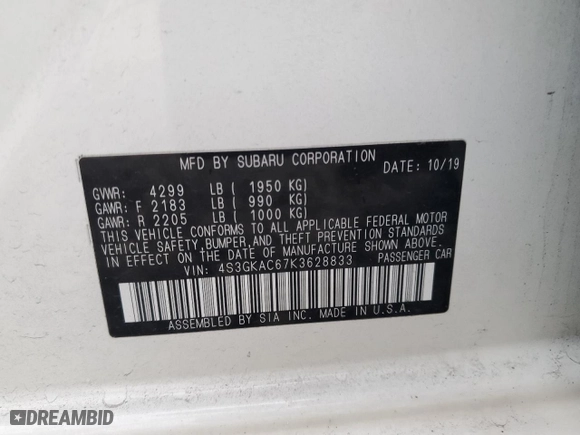 MFD BY SUBARU CORPORATION DATE: 10/19
GVWR: 4299 LB ( 1950 KG)
GAWR: F 2183 LB ( 990 KG)
GAWR: R 2205 LB ( 1000 KG)
THIS VEHICLE CONFORMS TO ALL APPLICABLE FEDERAL MOTOR
VEHICLE SAFETY, BUMPER, AND THEFT PREVENTION STANDARDS
IN EFFECT ON THE DATE OF MANUFACTURE SHOWN ABOVE.
VIN: 4S3GKAC67K3628833 PASSENGER CAR
ASSEMBLED BY SIA INC. MADE IN U.S.A.
DREAMBID